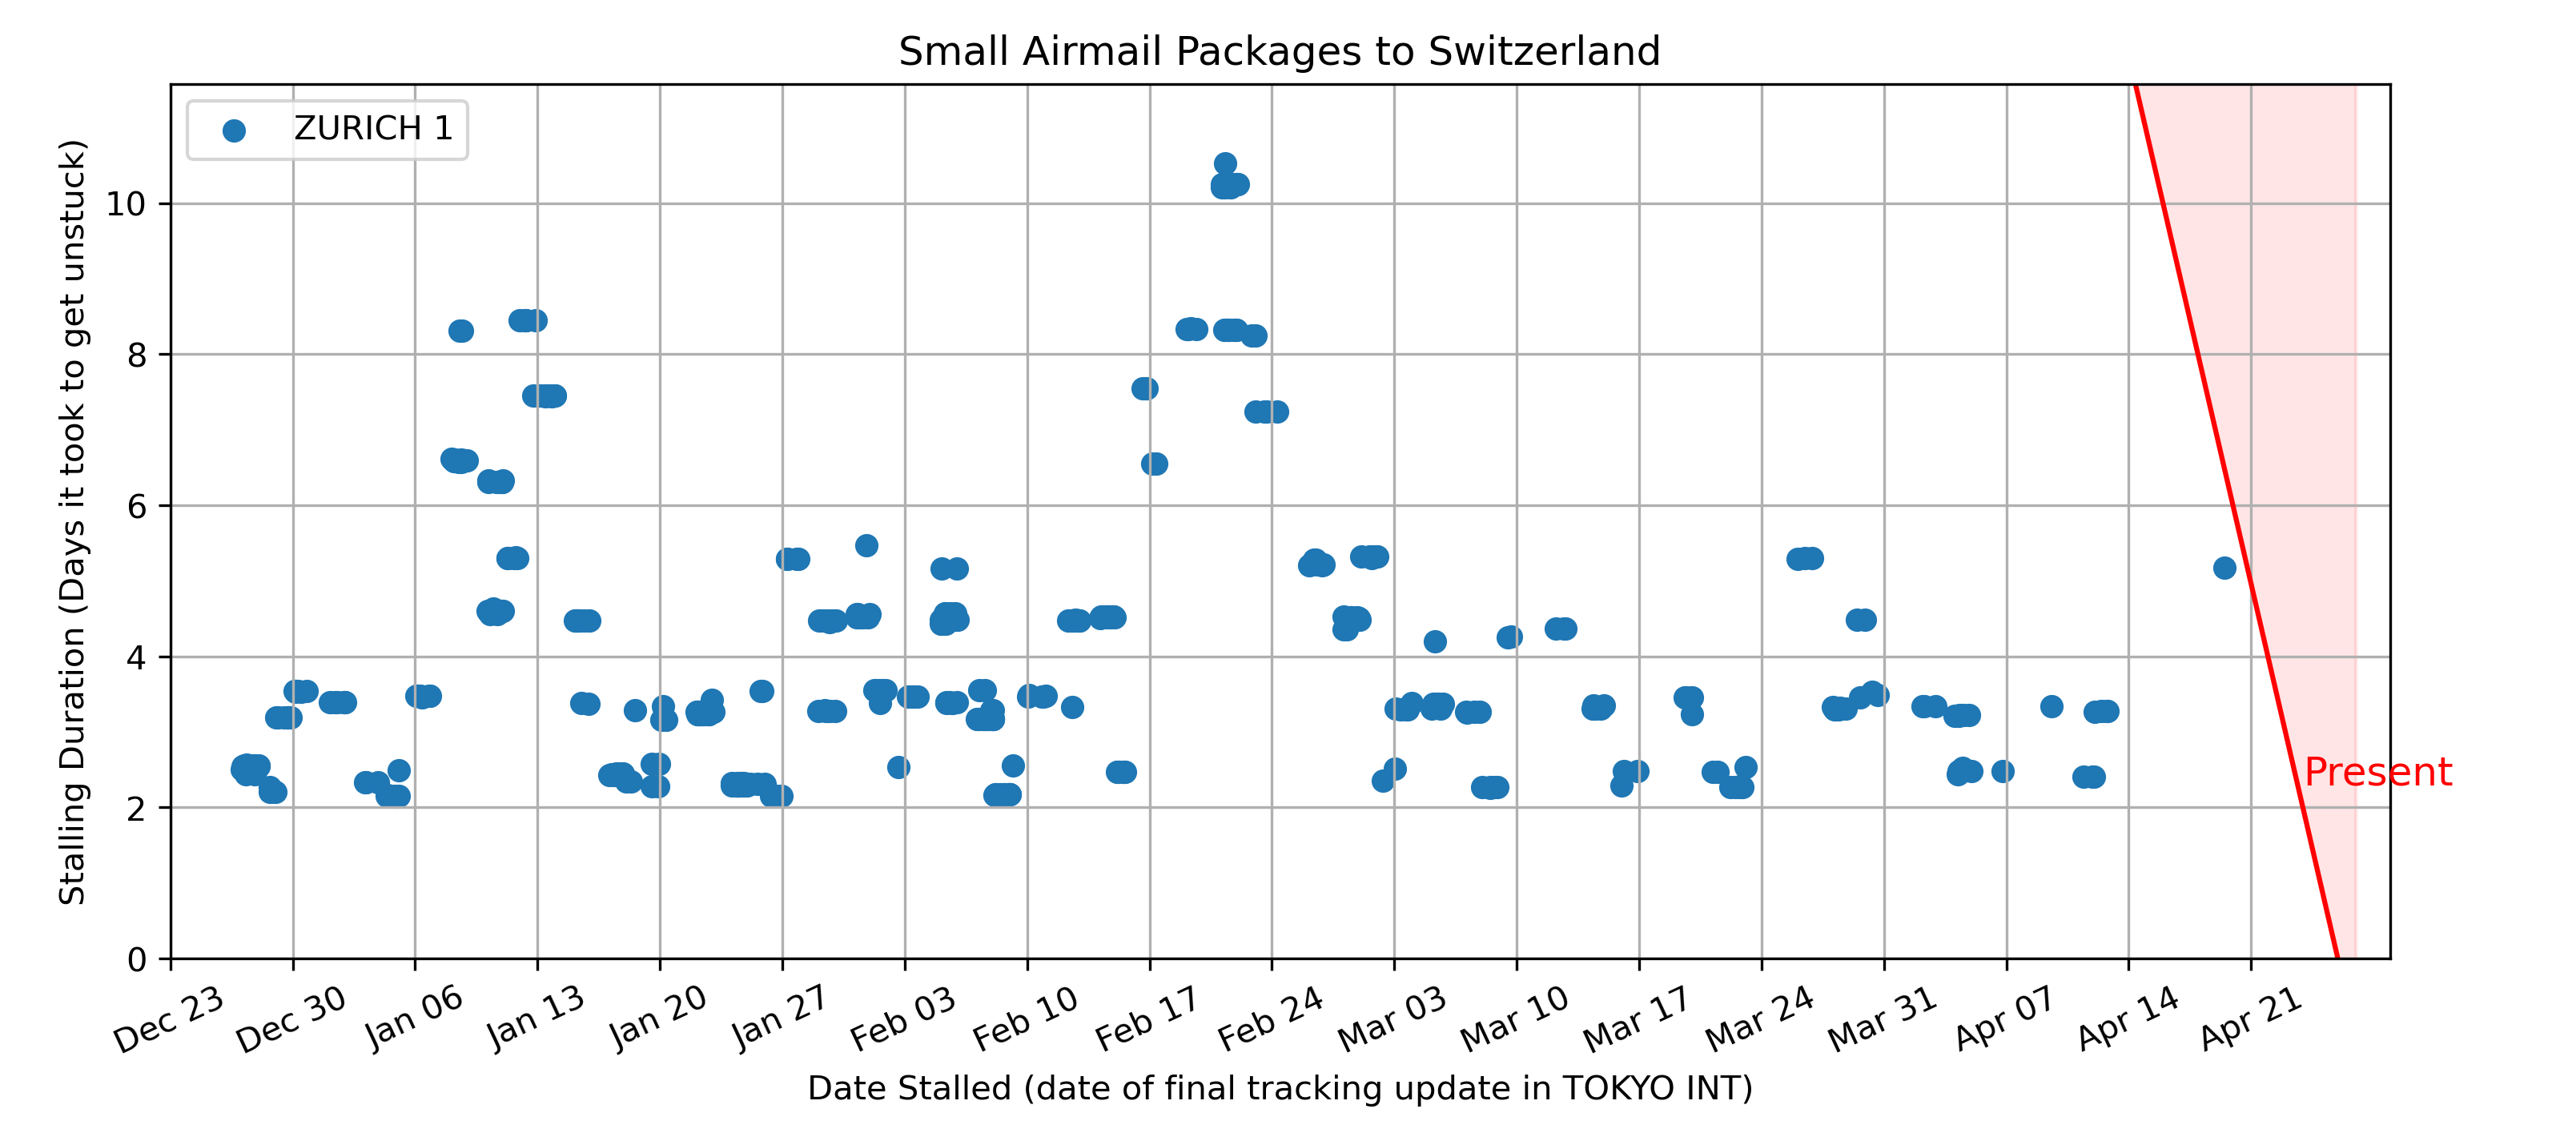 Small Airmail Packages to Switzerland
ZURICH 1
Stalling Duration (Days it took to get unstuck)
10
8
6
4
2
0
Present
Dec 23 Dec 30 Jan 06 Jan 13 Jan 20 Jan 27 Feb 03 Feb 10 Feb 17 Feb 24 Mar 03 Mar 10 Mar 17 Mar 24 Mar 31 Apr 07 Apr 14 Apr 21
Date Stalled (date of final tracking update in TOKYO INT)